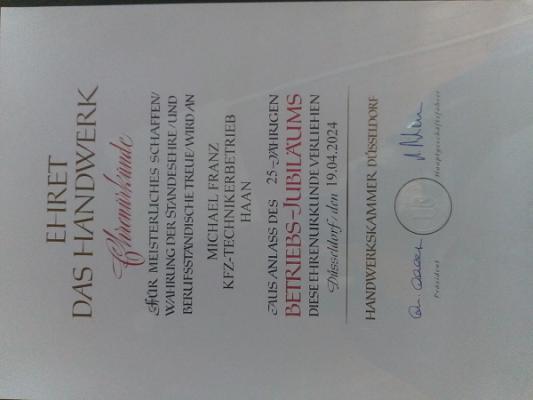 EHRET
DAS HANDWERK
Ehrenurkunde
FÜR MEISTERLICHES SCHAFFEN/
WAHRUNG DER STANDESEHRE/UND
BERUFSSTÄNDISCHE TREUE/WIRD AN
MICHAEL FRANZ
KFZ-TECHNIKERBETRIEB
HAAN
AUS ANLASS DES 25-JÄHRIGEN
BETRIEBS-JUBILÄUMS
DIESE EHRENURKUNDE VERLIEHEN
Düsseldorf/den 19.04.2024
HANDWERKSKAMMER DÜSSELDORF
Präsident Hauptgeschäftsführer